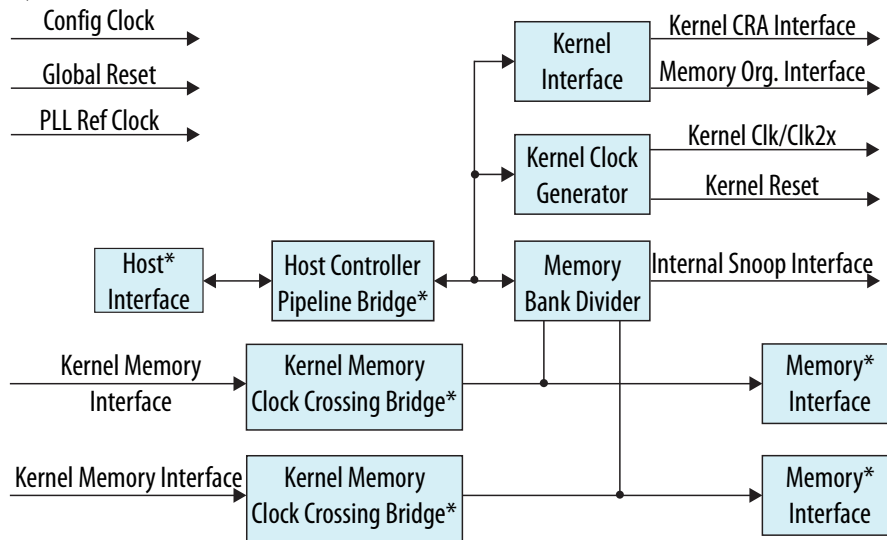 Config Clock
Global Reset
PLL Ref Clock
Kernel
Interface
Kernel CRA Interface
Memory Org. Interface
Kernel Clock
Generator
Kernel Clk/Clk2x
Kernel Reset
Host*
Interface
Host Controller
Pipeline Bridge*
Memory
Bank Divider
Internal Snoop Interface
Kernel Memory
Interface
Kernel Memory
Clock Crossing Bridge*
Memory*
Interface
Kernel Memory Interface
Kernel Memory
Clock Crossing Bridge*
Memory*
Interface